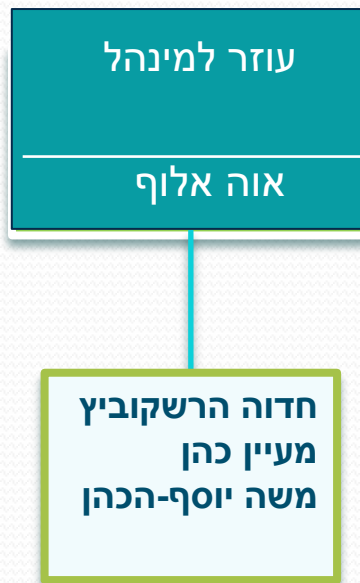 עוזר למינהל
אוה אלוף
חדוה הרשקוביץ
מעיין כהן
משה יוסף-הכהן